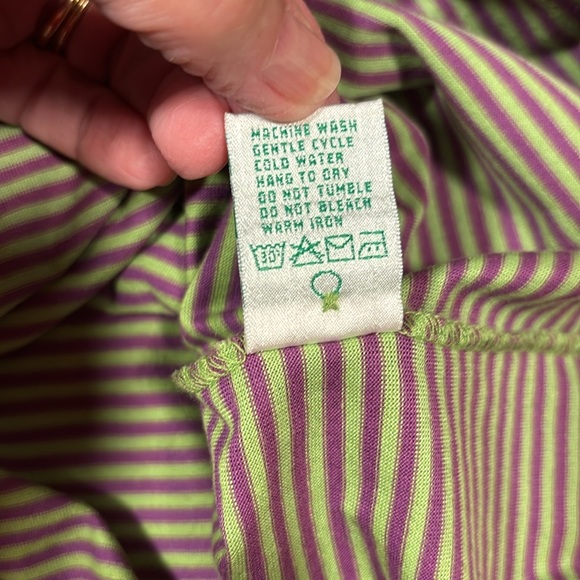 MACHINE WASH
GENTLE CYCLE
COLD WATER
HANG TO DRY
DO NOT TUMBLE
DO NOT BLEACH
WARM IRON
30°